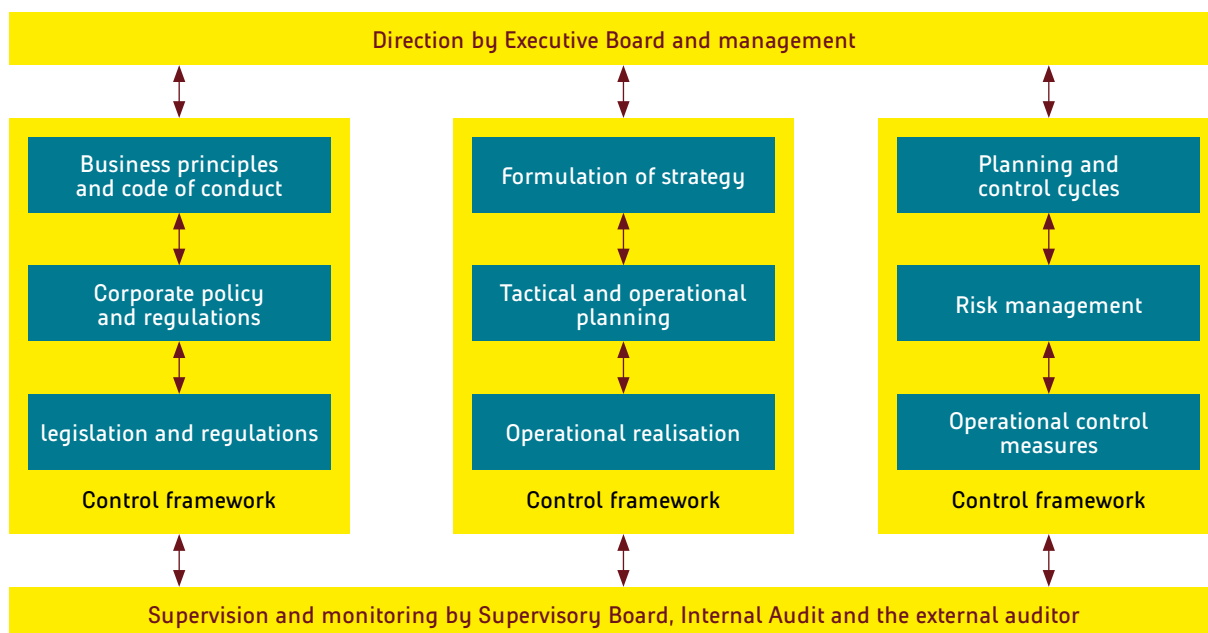 Direction by Executive Board and management
Business principles
and code of conduct
Corporate policy
and regulations
legislation and regulations
Control framework
Formulation of strategy
Tactical and operational
planning
Operational realisation
Control framework
Planning and
control cycles
Risk management
Operational control
measures
Control framework
Supervision and monitoring by Supervisory Board, Internal Audit and the external auditor